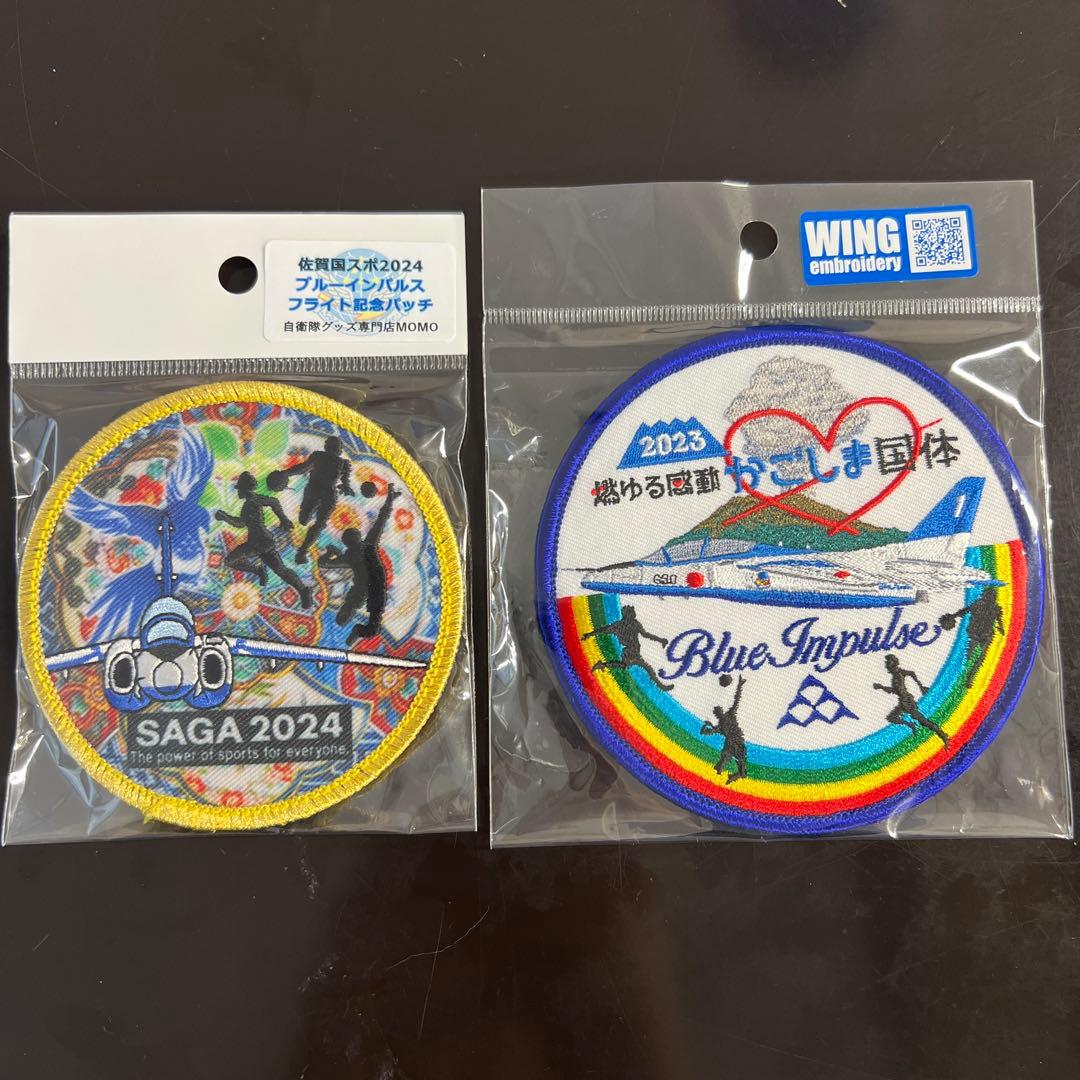 佐賀国スポ2024
ブルーインパルス
フライト記念パッチ
自衛隊グッズ専門店MOMO
SAGA 2024
The power of sports for everyone.
WING
embroidery
2023
燃ゆる感動かごしま国体
Blue Impulse